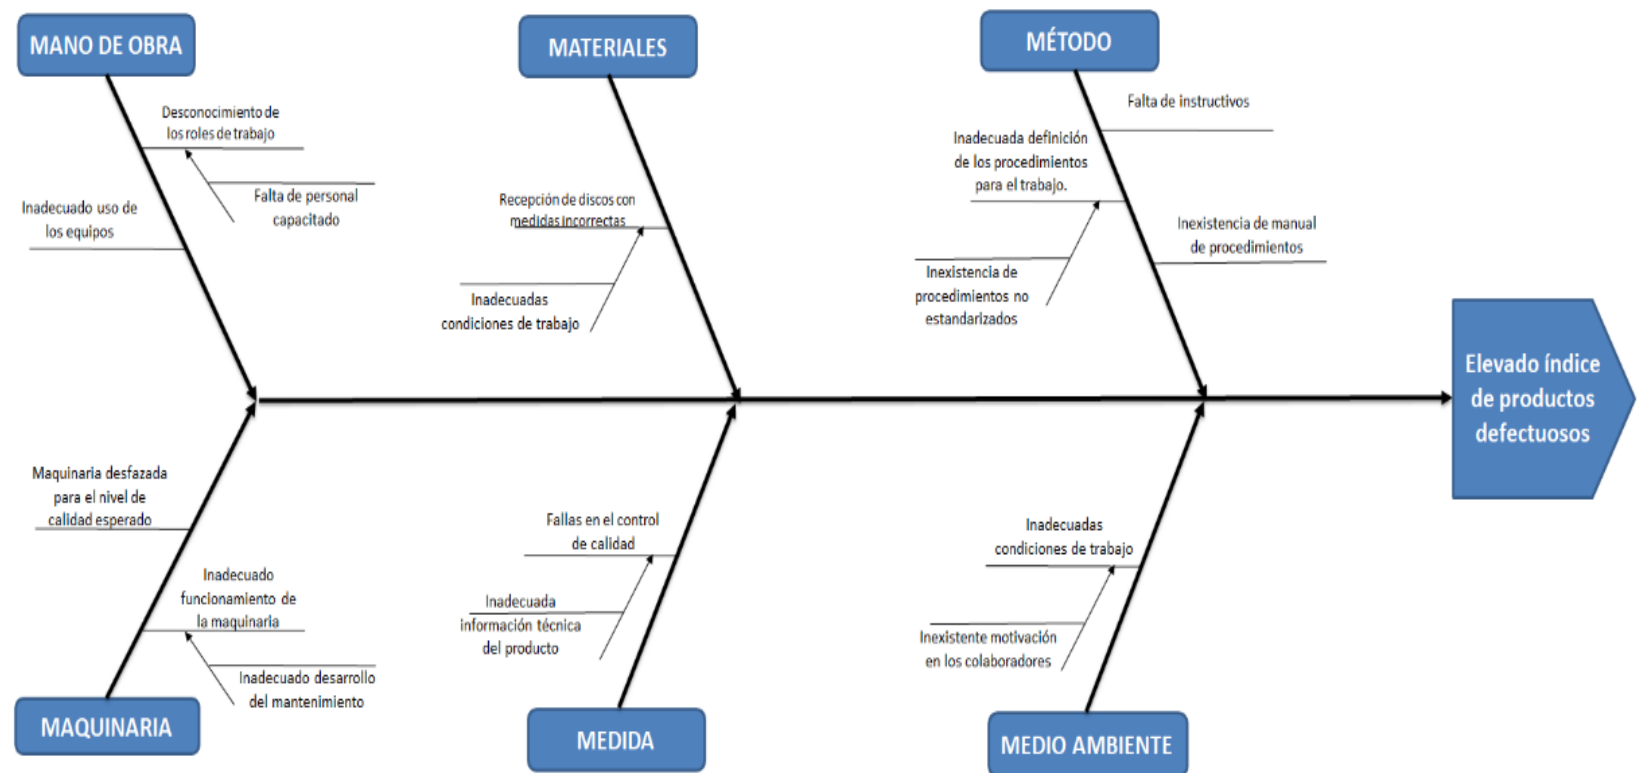 MANO DE OBRA
MATERIALES
MÉTODO
Desconocimiento de
los roles de trabajo
Falta de personal
capacitado
Inadecuado uso de
los equipos
Recepción de discos con
medidas incorrectas
Inadecuadas
condiciones de trabajo
Falta de instructivos
Inadecuada definición
de los procedimientos
para el trabajo.
Inexistencia de manual
de procedimientos
Inexistencia de
procedimientos no
estandarizados
Elevado índice
de productos
defectuosos
Maquinaria desfazada
para el nivel de
calidad esperado
Inadecuado
funcionamiento de
la maquinaria
Inadecuado desarrollo
del mantenimiento
Fallas en el control
de calidad
Inadecuada
información técnica
del producto
Inadecuadas
condiciones de trabajo
Inexistente motivación
en los colaboradores
MAQUINARIA
MEDIDA
MEDIO AMBIENTE